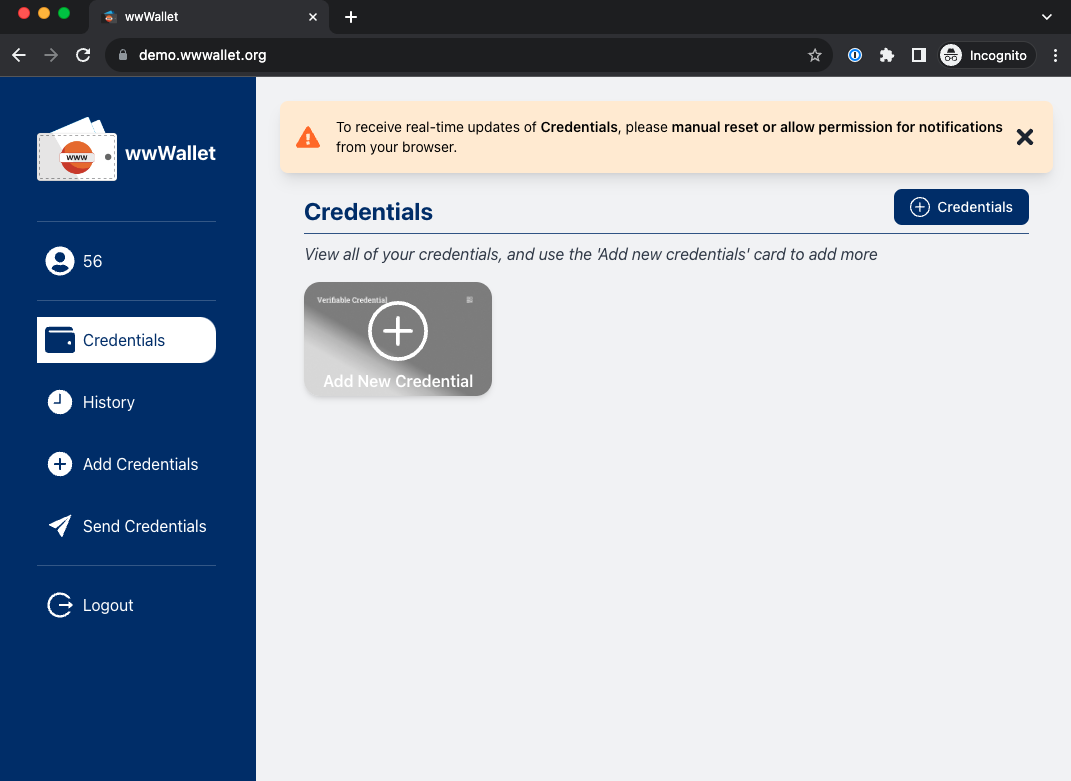 wwWallet
demo.wwwallet.org
Incognito
www
wwWallet
56
Credentials
History
Add Credentials
Send Credentials
Logout
To receive real-time updates of Credentials, please manual reset or allow permission for notifications
from your browser.
Credentials
Credentials
View all of your credentials, and use the 'Add new credentials' card to add more
Verifiable Credential
Add New Credential